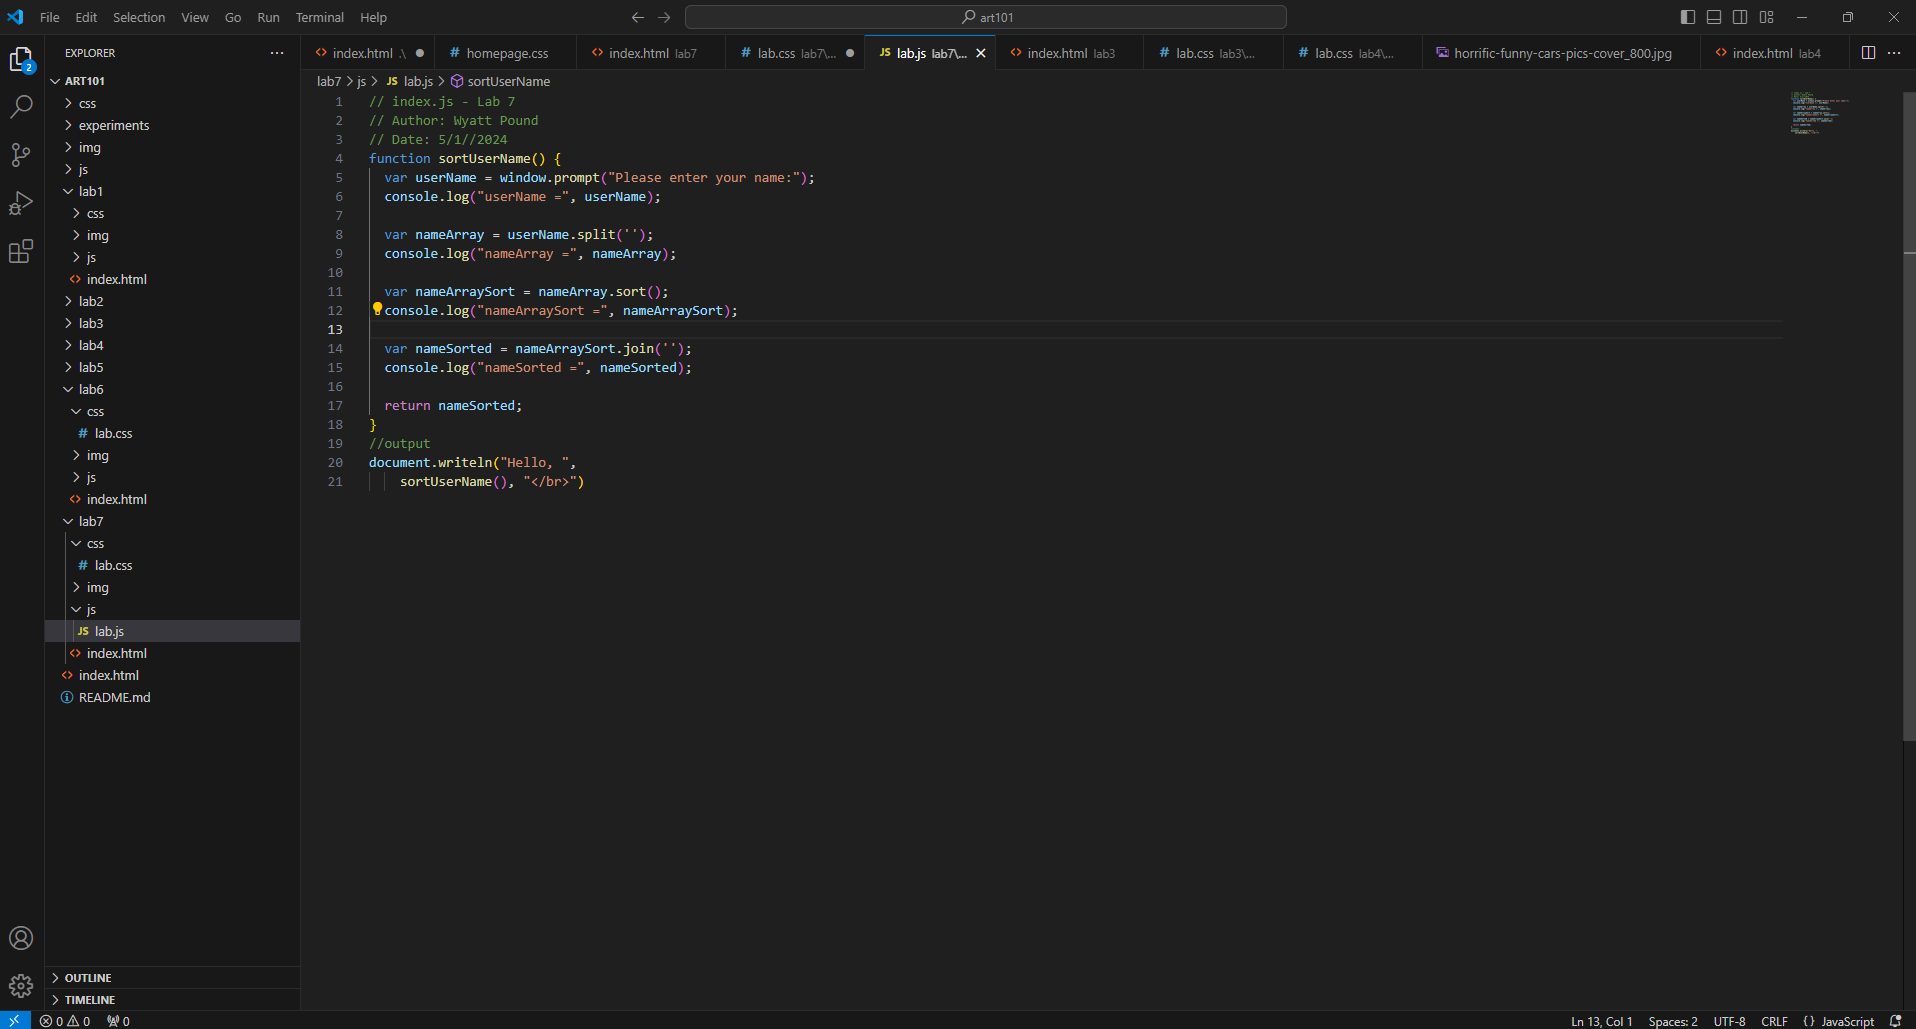 File Edit Selection View Go Run Terminal Help
art101
2
EXPLORER
ART101
css
experiments
img
js
lab1
css
img
js
index.html
lab2
lab3
lab4
lab5
lab6
css
lab.css
img
js
index.html
lab7
css
lab.css
img
js
JS lab.js
index.html
index.html
README.md
OUTLINE
TIMELINE
index.html .\
# homepage.css
index.html lab7
# lab.css lab7\...
JS lab.js lab7\...
index.html lab3
# lab.css lab3\...
# lab.css lab4\...
horrific-funny-cars-pics-cover_800.jpg
index.html lab4
lab7 > js > JS lab.js > sortUserName
1 // index.js - Lab 7
2 // Author: Wyatt Pound
3 // Date: 5/1//2024
4 function sortUserName() {
5 var userName = window.prompt("Please enter your name:");
6 console.log("userName =", userName);
7
8 var nameArray = userName.split('');
9 console.log("nameArray =", nameArray);
10
11 var nameArraySort = nameArray.sort();
12 console.log("nameArraySort =", nameArraySort);
13
14 var nameSorted = nameArraySort.join('');
15 console.log("nameSorted =", nameSorted);
16
17 return nameSorted;
18 }
19 //output
20 document.writeln("Hello, ",
21 sortUserName(), "</br>")
0 0 0
Ln 13, Col 1 Spaces: 2 UTF-8 CRLF {} JavaScript